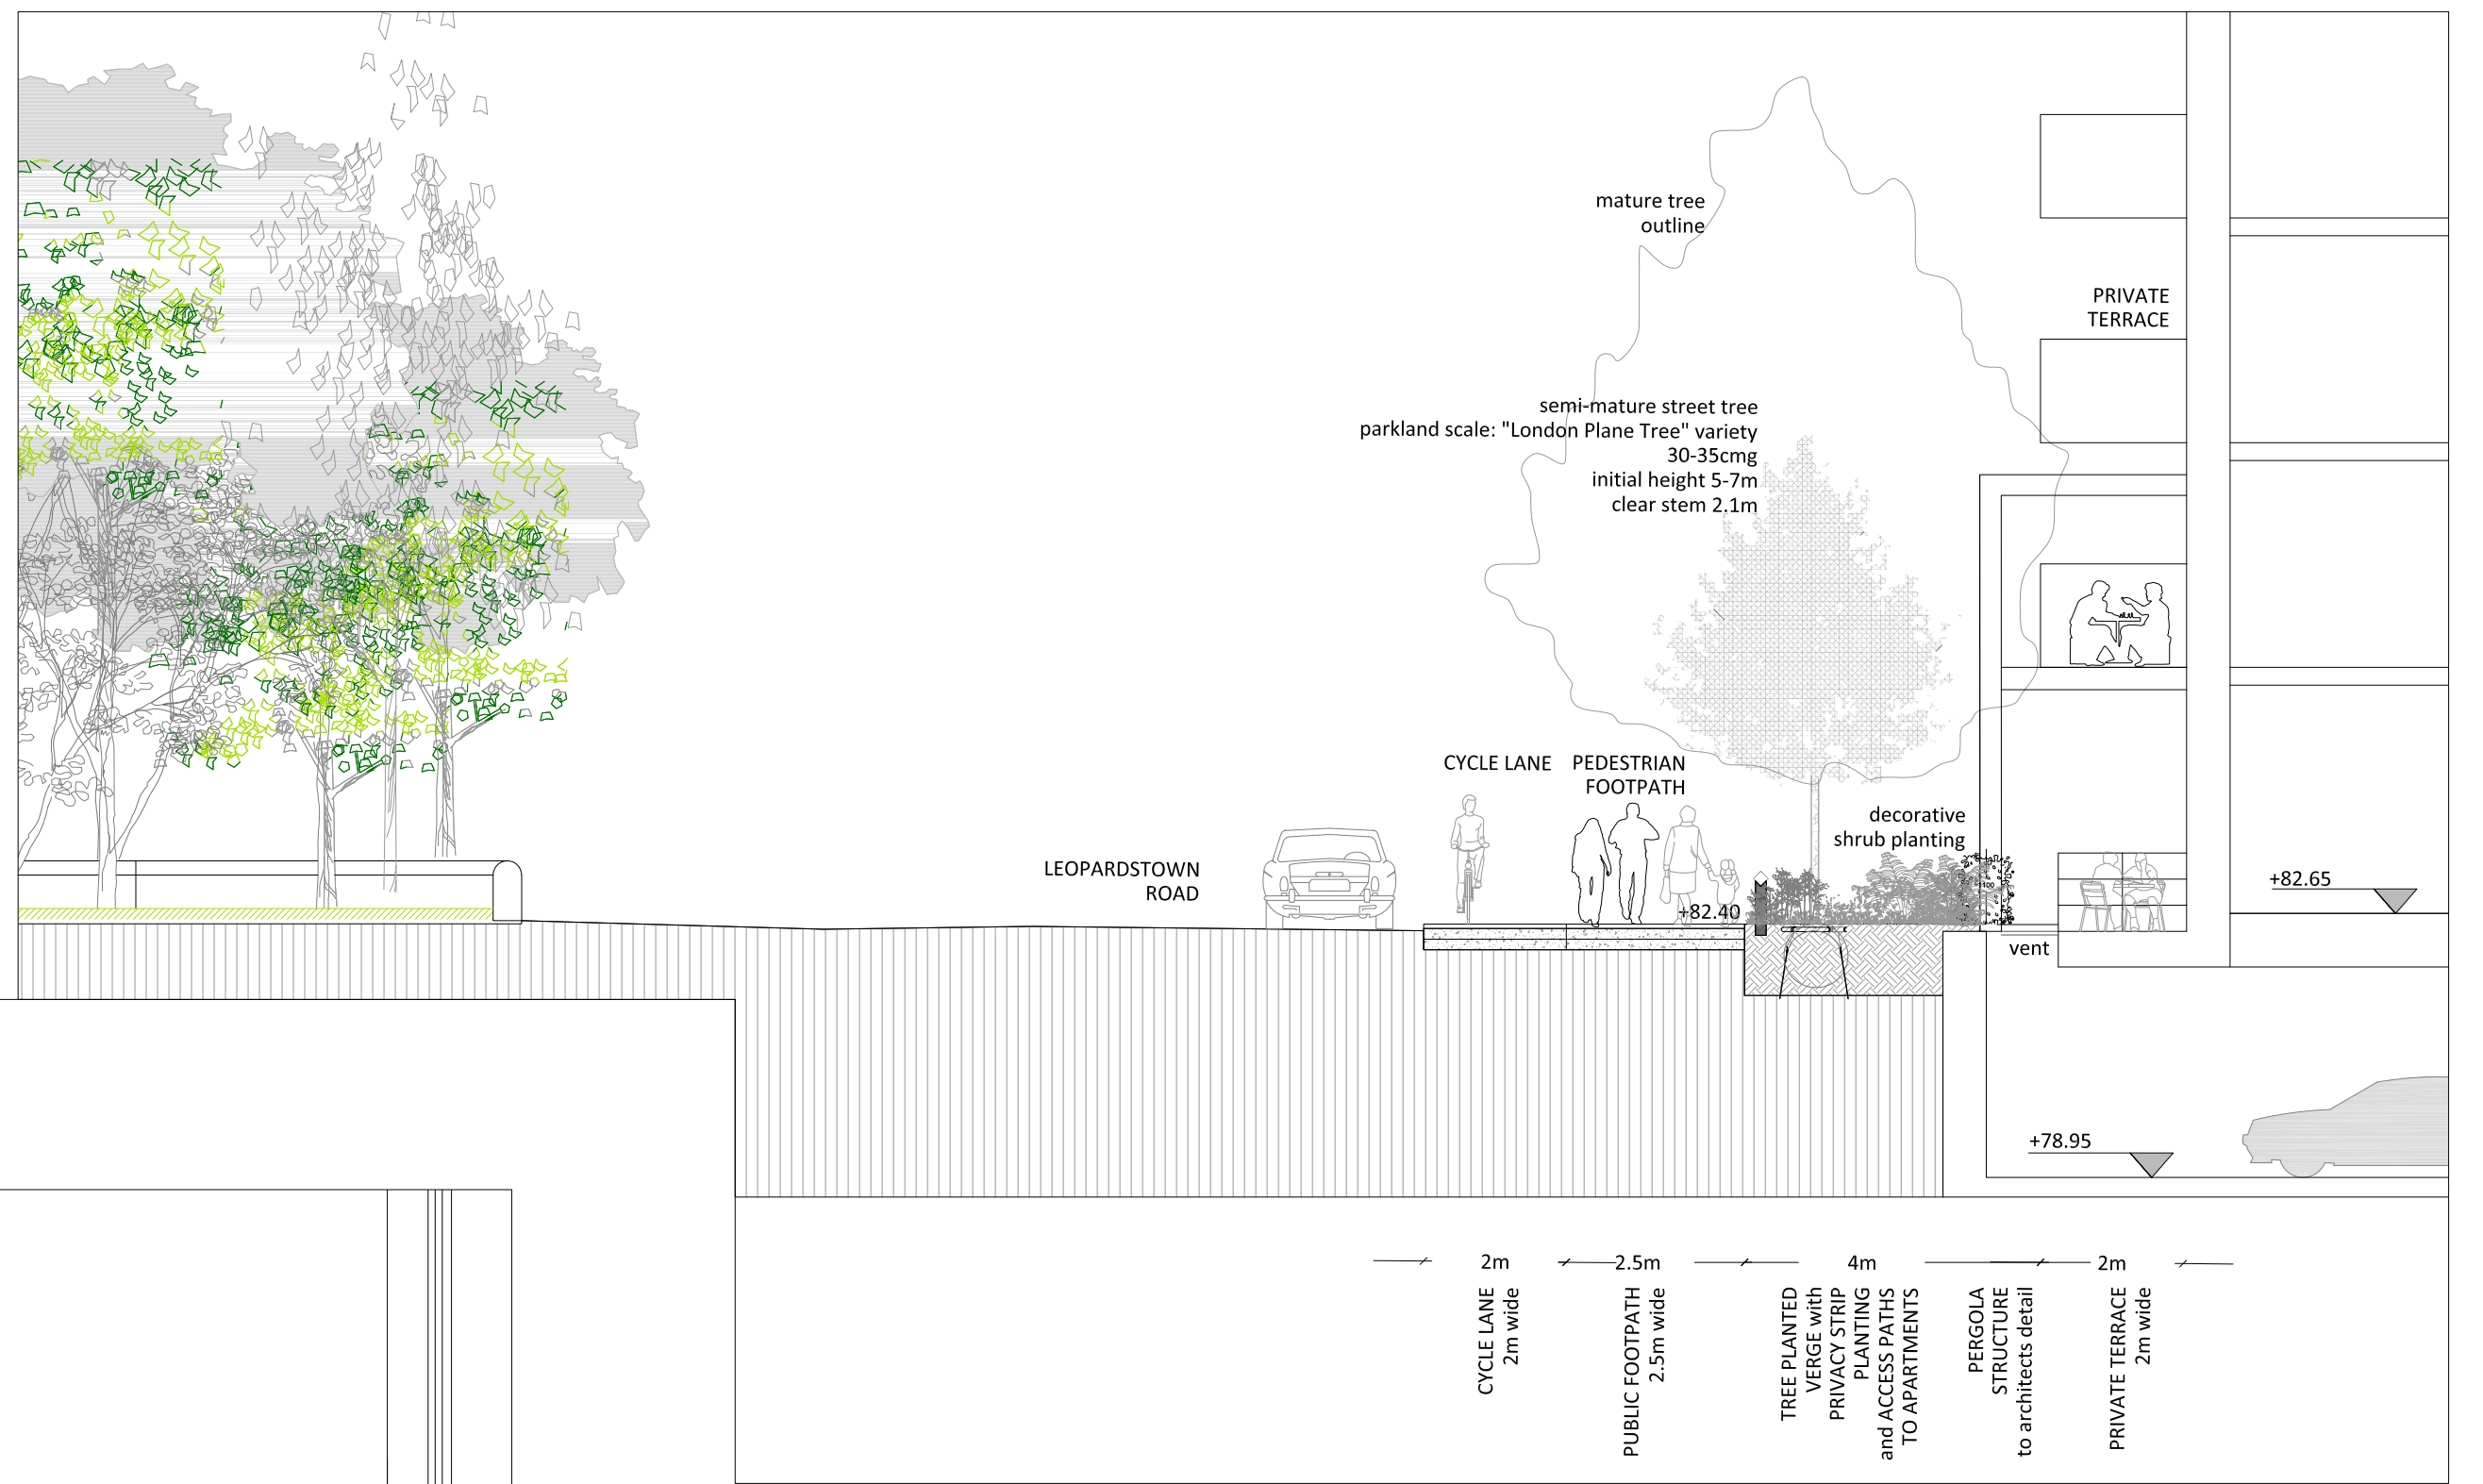 mature tree
outline
PRIVATE
TERRACE
semi-mature street tree
parkland scale: "London Plane Tree" variety
30-35cmg
initial height 5-7m
clear stem 2.1m
CYCLE LANE
PEDESTRIAN
FOOTPATH
decorative
shrub planting
LEOPARDSTOWN
ROAD
1100
+82.65
+82.40
vent
+78.95
2m
2.5m
4m
2m
CYCLE LANE
2m wide
PUBLIC FOOTPATH
2.5m wide
TREE PLANTED
VERGE with
PRIVACY STRIP
PLANTING
and ACCESS PATHS
TO APARTMENTS
PERGOLA
STRUCTURE
to architects detail
PRIVATE TERRACE
2m wide